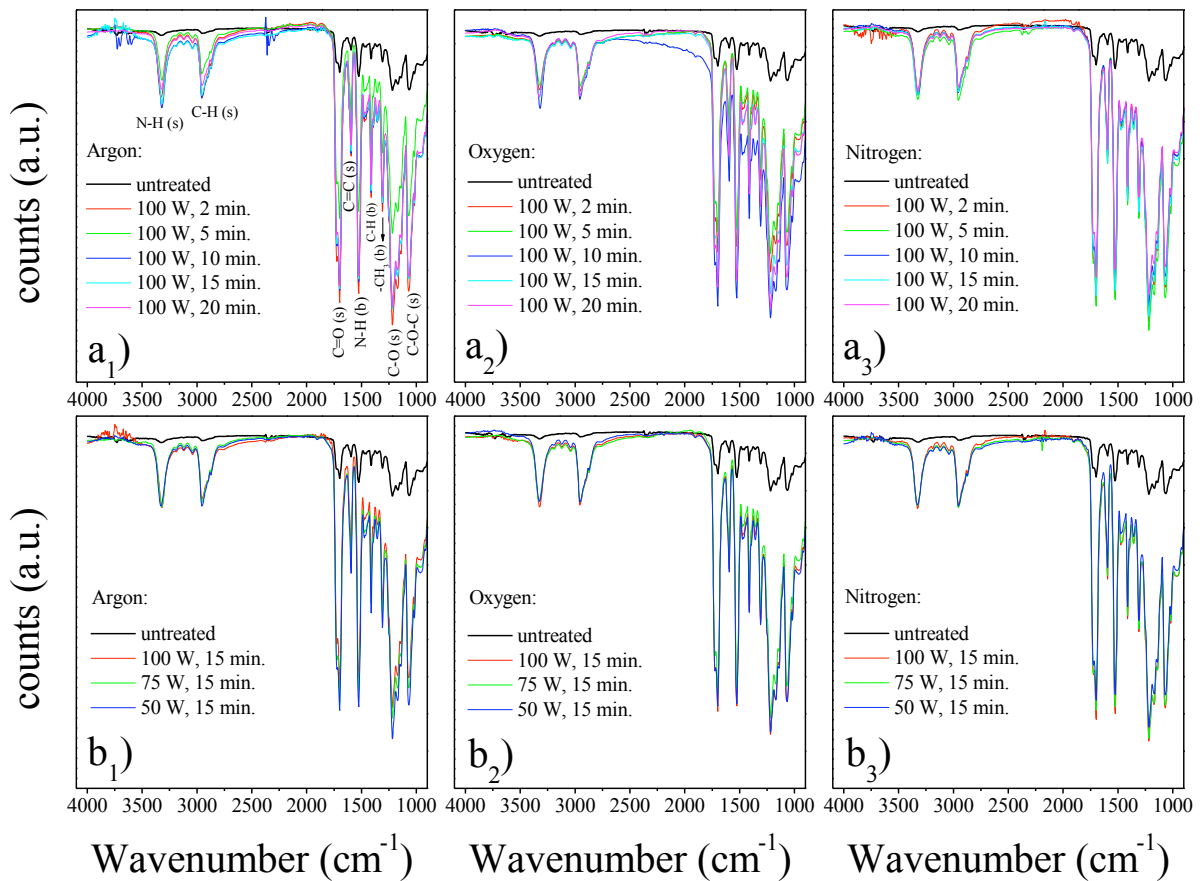 counts (a.u.)
N-H (s)
C-H (s)
C=O (s)
C=C (s)
N-H (b)
C-H (b)
-CH₃ (b)
C-O (s)
C-O-C (s)
Argon:
untreated
100 W, 2 min.
100 W, 5 min.
100 W, 10 min.
100 W, 15 min.
100 W, 20 min.
a₁)
4000 3500 3000 2500 2000 1500 1000
Oxygen:
untreated
100 W, 2 min.
100 W, 5 min.
100 W, 10 min.
100 W, 15 min.
100 W, 20 min.
a₂)
4000 3500 3000 2500 2000 1500 1000
Nitrogen:
untreated
100 W, 2 min.
100 W, 5 min.
100 W, 10 min.
100 W, 15 min.
100 W, 20 min.
a₃)
4000 3500 3000 2500 2000 1500 1000
counts (a.u.)
Argon:
untreated
100 W, 15 min.
75 W, 15 min.
50 W, 15 min.
b₁)
4000 3500 3000 2500 2000 1500 1000
Oxygen:
untreated
100 W, 15 min.
75 W, 15 min.
50 W, 15 min.
b₂)
4000 3500 3000 2500 2000 1500 1000
Nitrogen:
untreated
100 W, 15 min.
75 W, 15 min.
50 W, 15 min.
b₃)
4000 3500 3000 2500 2000 1500 1000
Wavenumber (cm⁻¹)
Wavenumber (cm⁻¹)
Wavenumber (cm⁻¹)